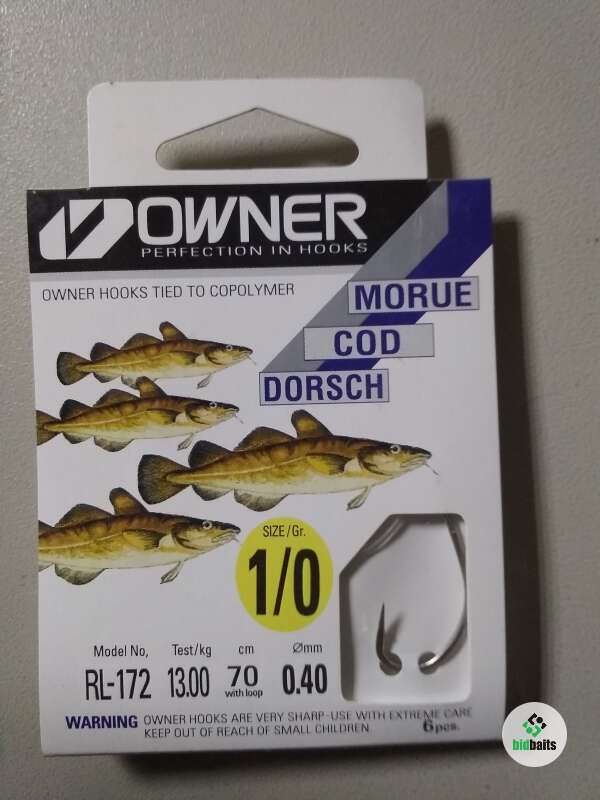 OWNER
PERFECTION IN HOOKS
OWNER HOOKS TIED TO COPOLYMER
MORUE
COD
DORSCH
SIZE/Gr.
1/0
Model No, Test/kg cm Ømm
RL-172 13.00 70 with loop 0.40
WARNING OWNER HOOKS ARE VERY SHARP-USE WITH EXTREME CARE
KEEP OUT OF REACH OF SMALL CHILDREN.
6pcs.
bidbaits